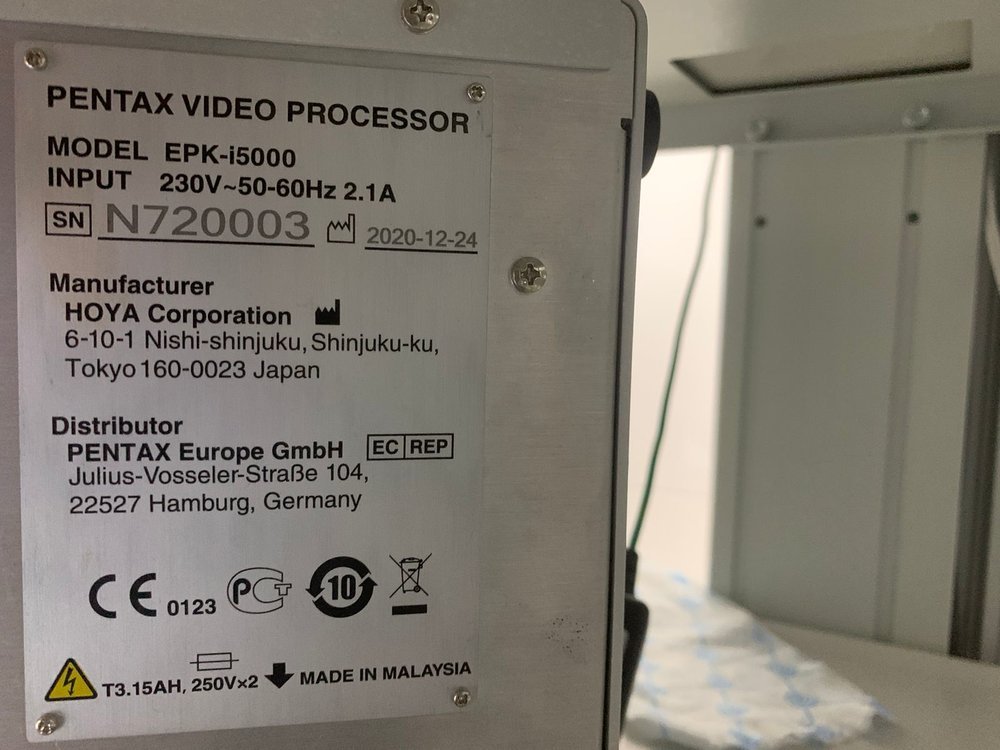 PENTAX VIDEO PROCESSOR
MODEL EPK-i5000
INPUT 230V~50-60Hz 2.1A
SN N720003 2020-12-24
Manufacturer
HOYA Corporation
6-10-1 Nishi-shinjuku, Shinjuku-ku,
Tokyo 160-0023 Japan
Distributor
PENTAX Europe GmbH EC REP
Julius-Vosseler-Straße 104,
22527 Hamburg, Germany
CE 0123 PCT 10
T3.15AH, 250V×2 MADE IN MALAYSIA